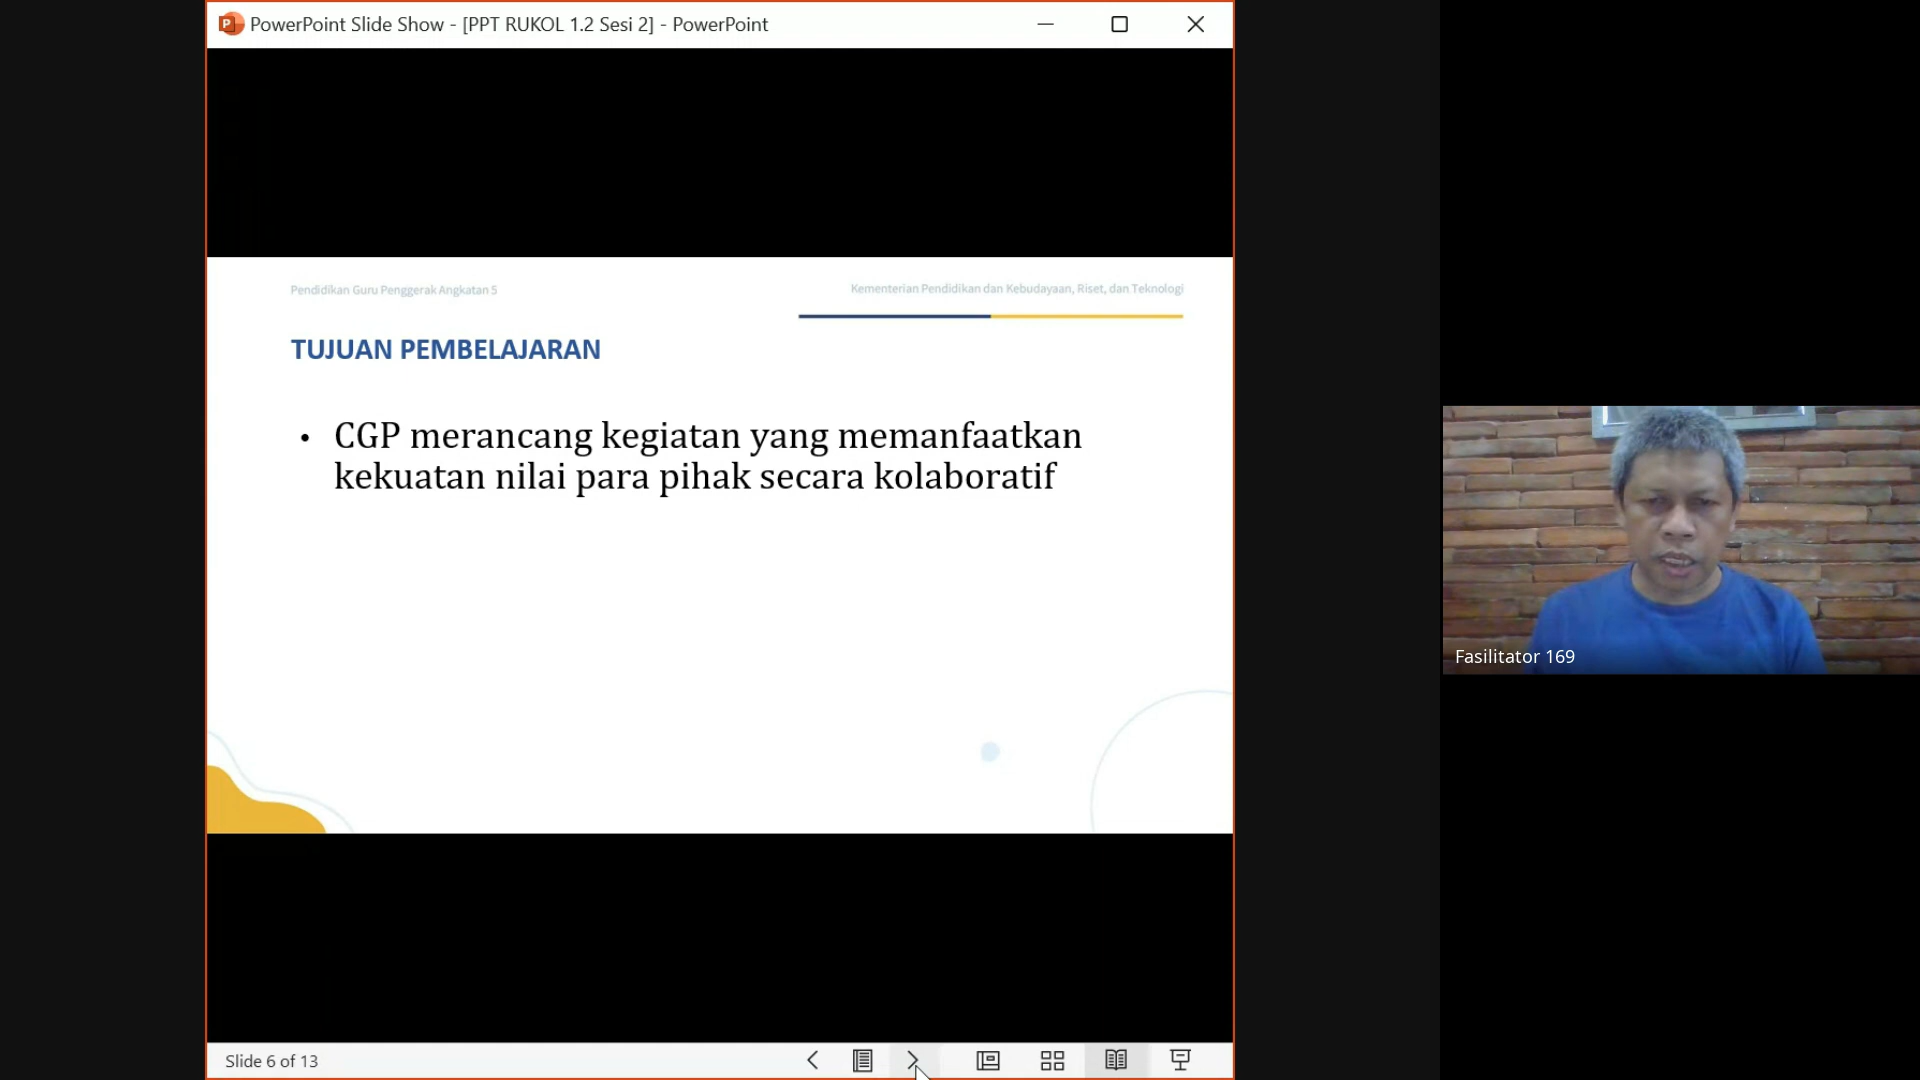 PowerPoint Slide Show - [PPT RUKOL 1.2 Sesi 2] - PowerPoint
Pendidikan Guru Penggerak Angkatan 5
Kementerian Pendidikan dan Kebudayaan, Riset, dan Teknologi
TUJUAN PEMBELAJARAN
• CGP merancang kegiatan yang memanfaatkan
kekuatan nilai para pihak secara kolaboratif
Fasilitator 169
Slide 6 of 13